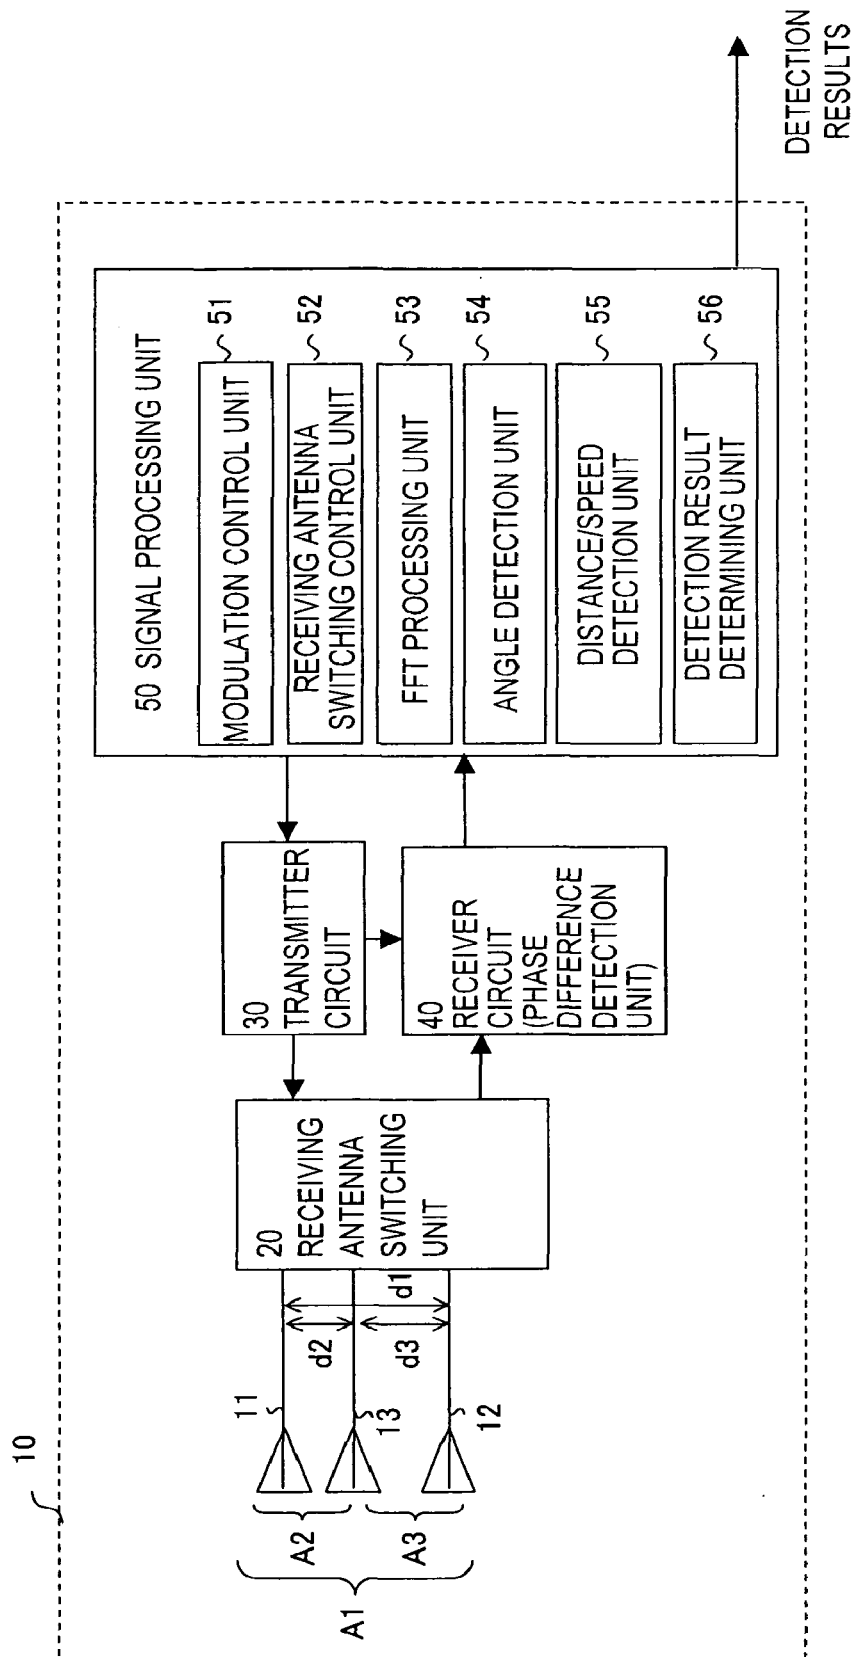 10
A1
A2
A3
11
13
12
d2
d3
d1
20
RECEIVING
ANTENNA
SWITCHING
UNIT
30
TRANSMITTER
CIRCUIT
40
RECEIVER
CIRCUIT
(PHASE
DIFFERENCE
DETECTION
UNIT)
50 SIGNAL PROCESSING UNIT
MODULATION CONTROL UNIT
51
RECEIVING ANTENNA
SWITCHING CONTROL UNIT
52
FFT PROCESSING UNIT
53
ANGLE DETECTION UNIT
54
DISTANCE/SPEED
DETECTION UNIT
55
DETECTION RESULT
DETERMINING UNIT
56
DETECTION
RESULTS